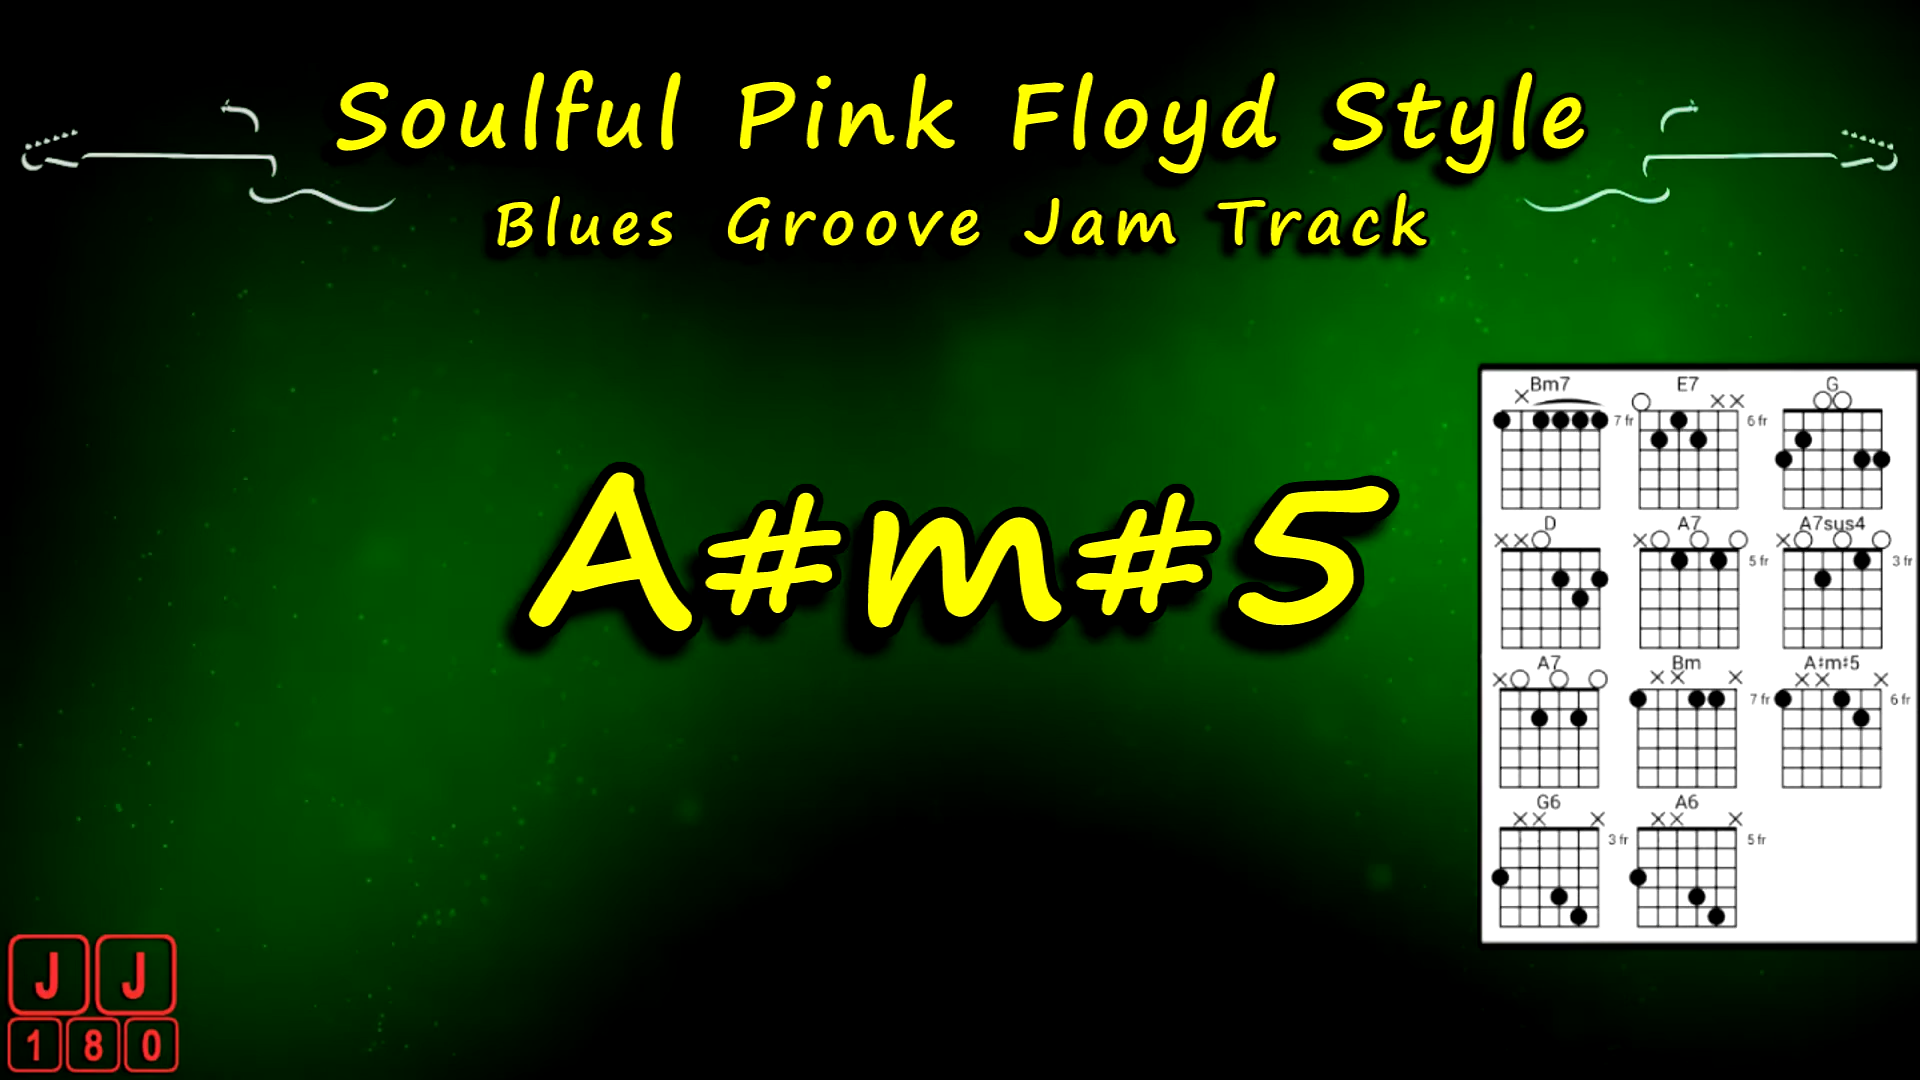 Soulful Pink Floyd Style
Blues Groove Jam Track
A#m#5
Bm7 E7 G
7 fr 6 fr
D A7 A7sus4
5 fr 3 fr
A7 Bm A♯m♯5
7 fr 6 fr
G6 A6
3 fr 5 fr
J J
1 8 0